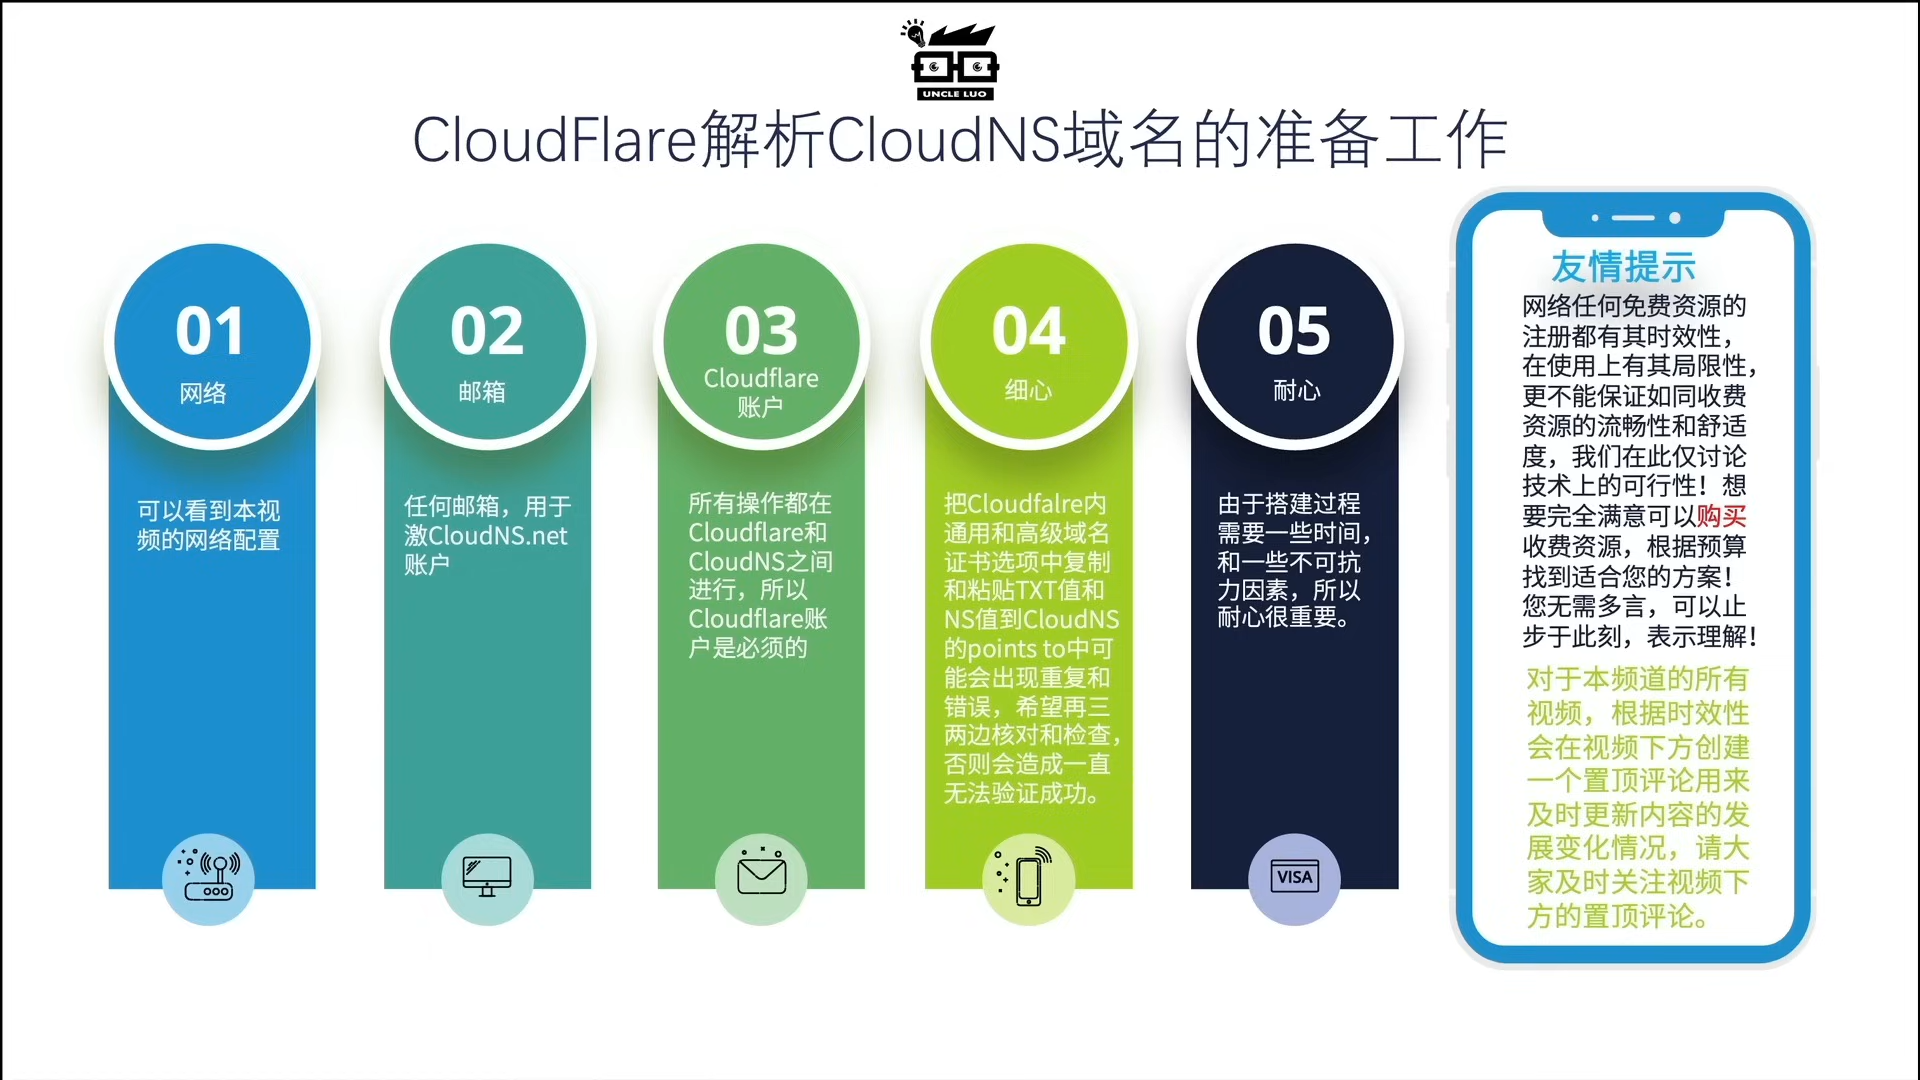 UNCLE LUO
CloudFlare解析CloudNS域名的准备工作
01
网络
可以看到本视
频的网络配置
02
邮箱
任何邮箱，用于
激CloudNS.net
账户
03
Cloudflare
账户
所有操作都在
Cloudflare和
CloudNS之间
进行，所以
Cloudflare账
户是必须的
04
细心
把Cloudfalre内
通用和高级域名
证书选项中复制
和粘贴TXT值和
NS值到CloudNS
的points to中可
能会出现重复和
错误，希望再三
两边核对和检查，
否则会造成一直
无法验证成功。
05
耐心
由于搭建过程
需要一些时间，
和一些不可抗
力因素，所以
耐心很重要。
VISA
友情提示
网络任何免费资源的
注册都有其时效性，
在使用上有其局限性，
更不能保证如同收费
资源的流畅性和舒适
度，我们在此仅讨论
技术上的可行性！想
要完全满意可以购买
收费资源，根据预算
找到适合您的方案！
您无需多言，可以止
步于此刻，表示理解！
对于本频道的所有
视频，根据时效性
会在视频下方创建
一个置顶评论用来
及时更新内容的发
展变化情况，请大
家及时关注视频下
方的置顶评论。